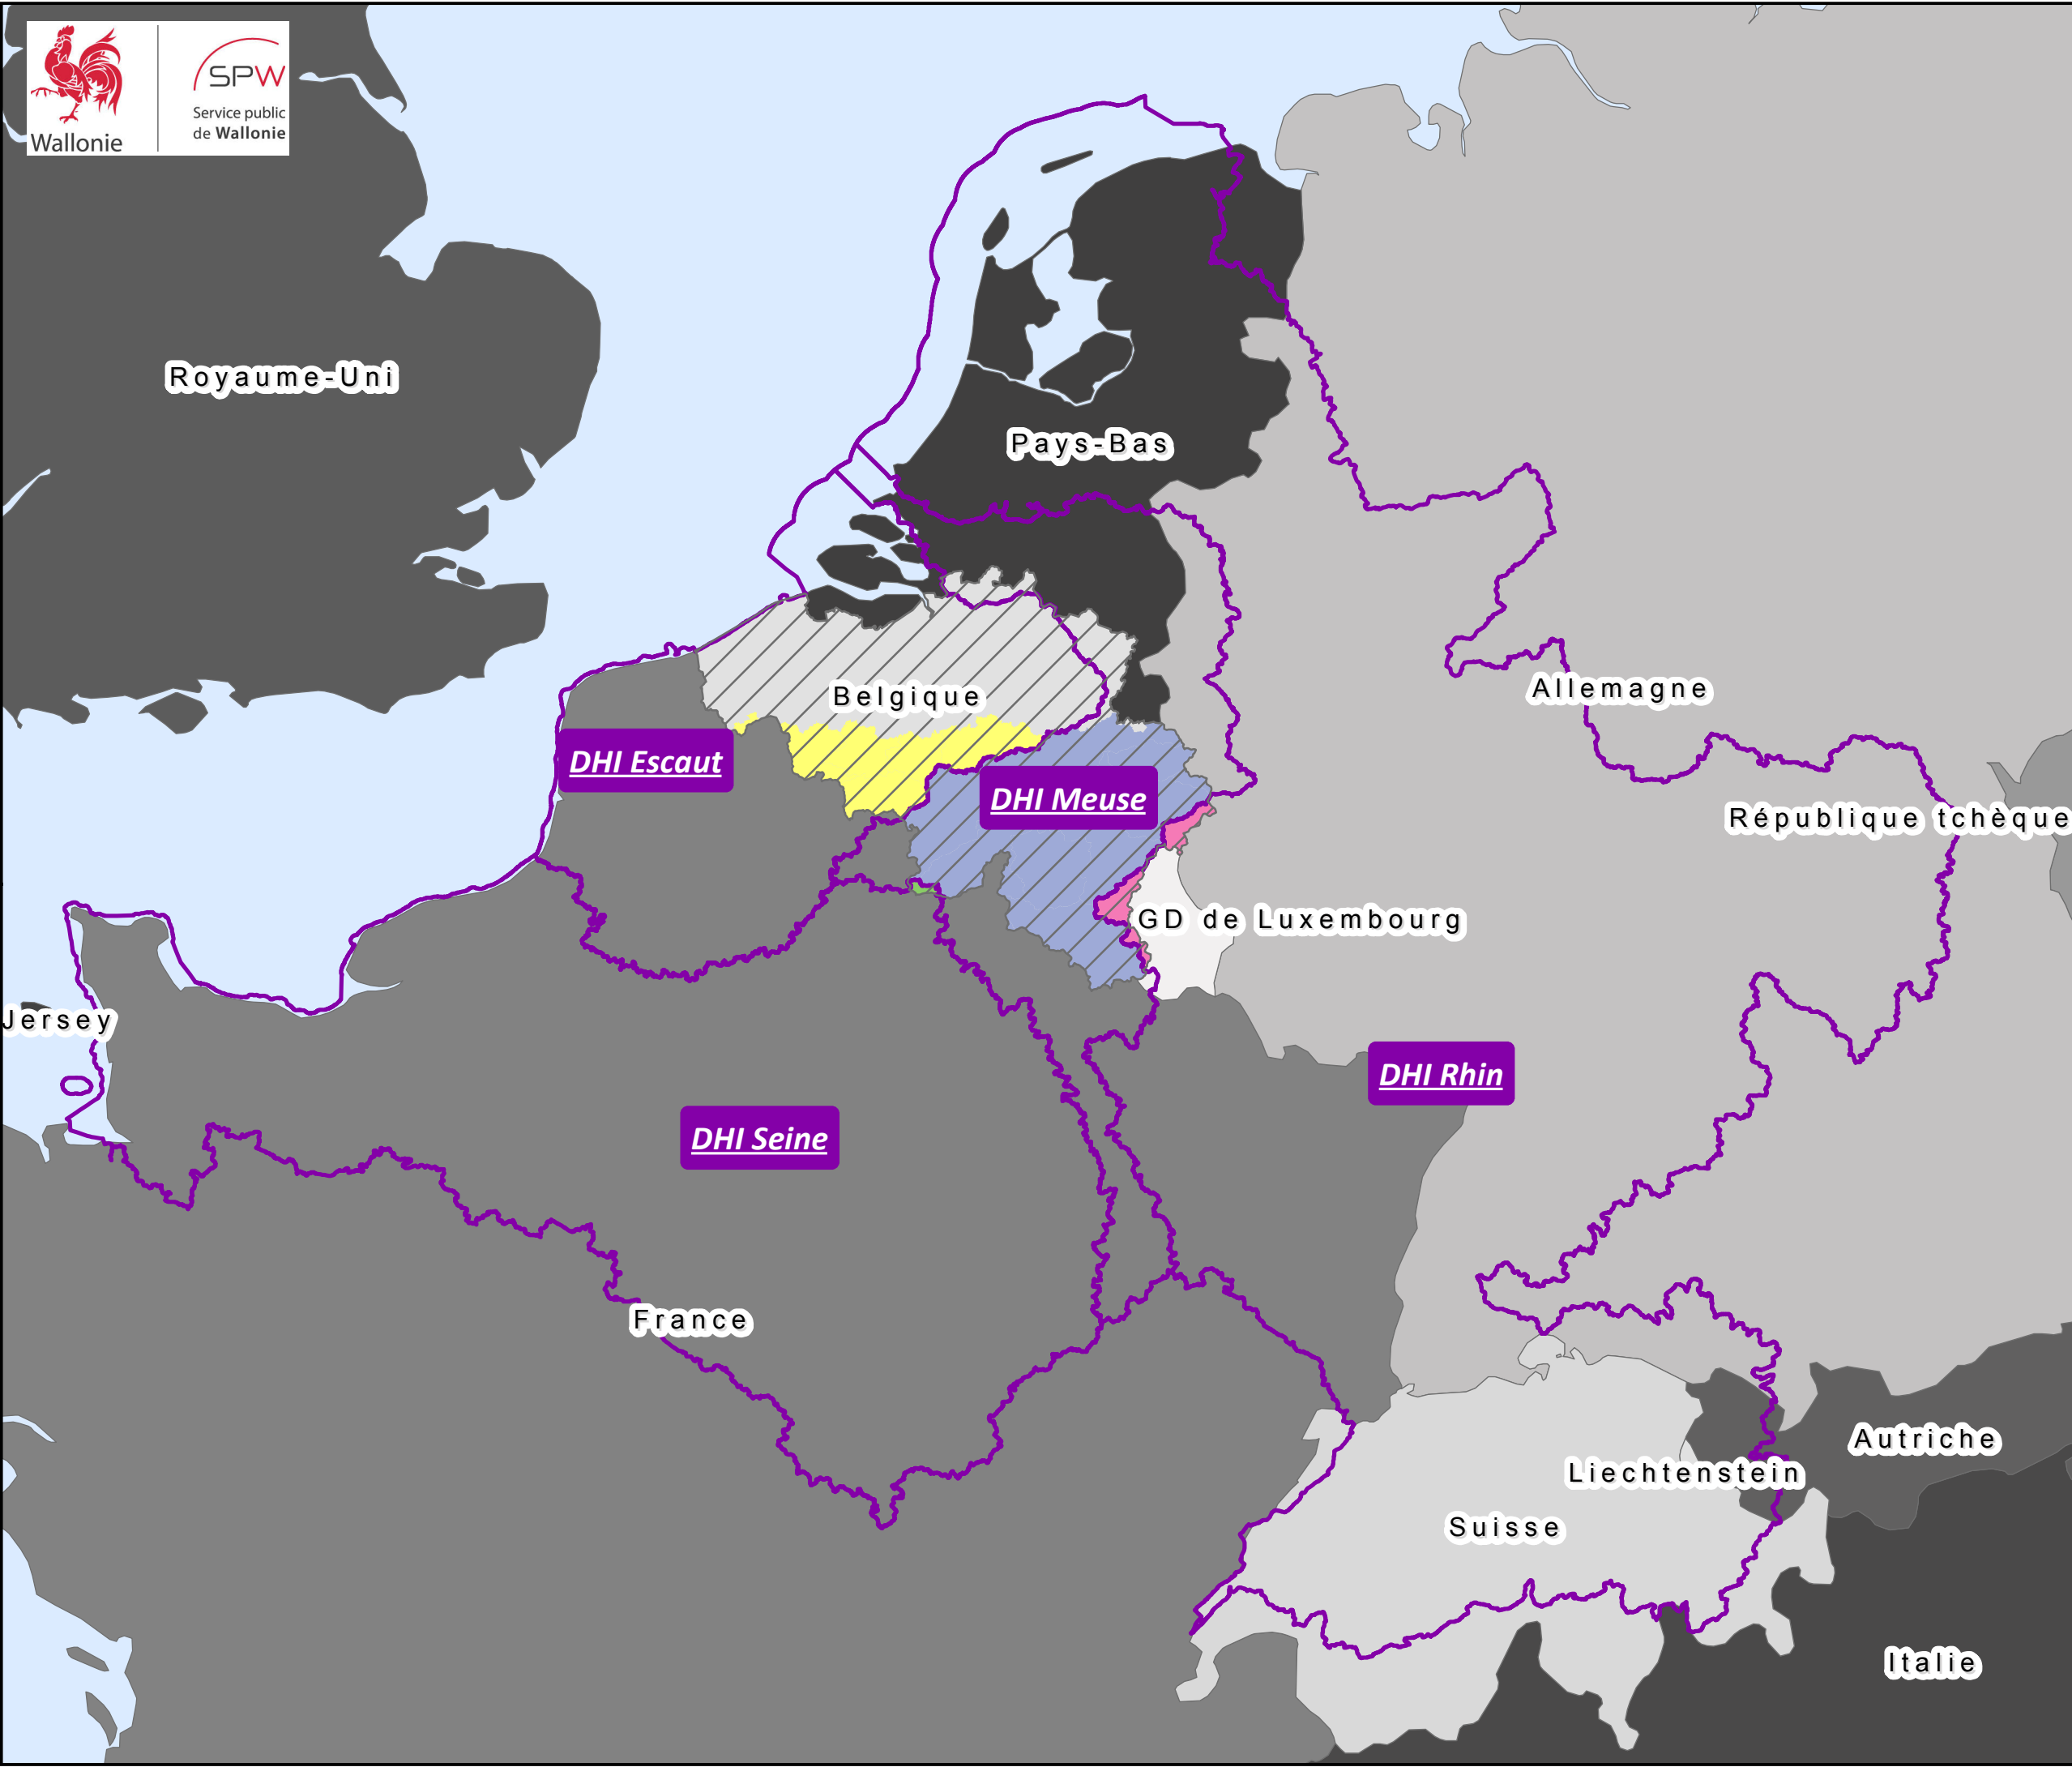 Wallonie
SPW
Service public
de Wallonie
Royaume-Uni
Pays-Bas
Belgique
Allemagne
DHI Escaut
DHI Meuse
République tchèque
GD de Luxembourg
Jersey
DHI Rhin
DHI Seine
France
Autriche
Liechtenstein
Suisse
Italie